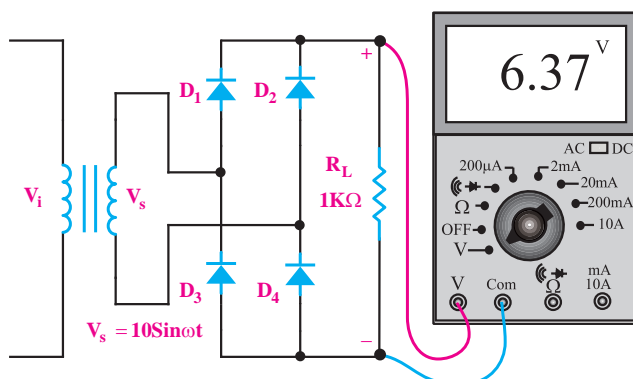 6.37 V
AC DC
200μA 2mA
20mA
Ω 200mA
OFF 10A
V
V Com Ω mA 10A
D1 D2
+
RL
1KΩ
Vi Vs
D3 D4
−
Vs = 10Sinωt